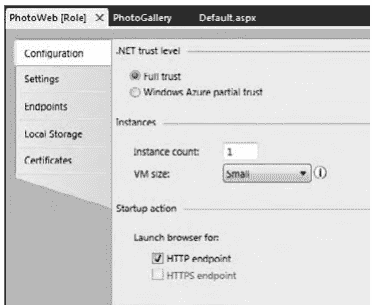 PhotoWeb [Role] X PhotoGallery Default.aspx
Configuration
Settings
Endpoints
Local Storage
Certificates
.NET trust level
Full trust
Windows Azure partial trust
Instances
Instance count: 1
VM size: Small
Startup action
Launch browser for:
HTTP endpoint
HTTPS endpoint